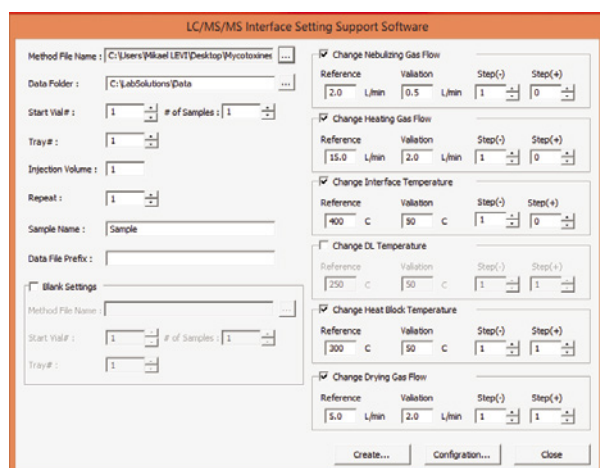 LC/MS/MS Interface Setting Support Software
Method File Name : C:\Users\Mikael LEVI\Desktop\Mycotoxines ...
Data Folder : C:\LabSolutions\Data ...
Start Vial# : 1 # of Samples : 1
Tray# : 1
Injection Volume : 1
Repeat : 1
Sample Name : Sample
Data File Prefix :
Blank Settings
Method File Name : ...
Start Vial# : 1 # of Samples : 1
Tray# : 1
Change Nebulizing Gas Flow
Reference Valiation Step(-) Step(+)
2.0 L/min 0.5 L/min 1 0
Change Heating Gas Flow
Reference Valiation Step(-) Step(+)
15.0 L/min 2.0 L/min 1 0
Change Interface Temperature
Reference Valiation Step(-) Step(+)
400 C 50 C 1 0
Change DL Temperature
Reference Valiation Step(-) Step(+)
250 C 50 C 1 1
Change Heat Block Temperature
Reference Valiation Step(-) Step(+)
300 C 50 C 1 1
Change Drying Gas Flow
Reference Valiation Step(-) Step(+)
5.0 L/min 2.0 L/min 1 1
Create... Configration... Close